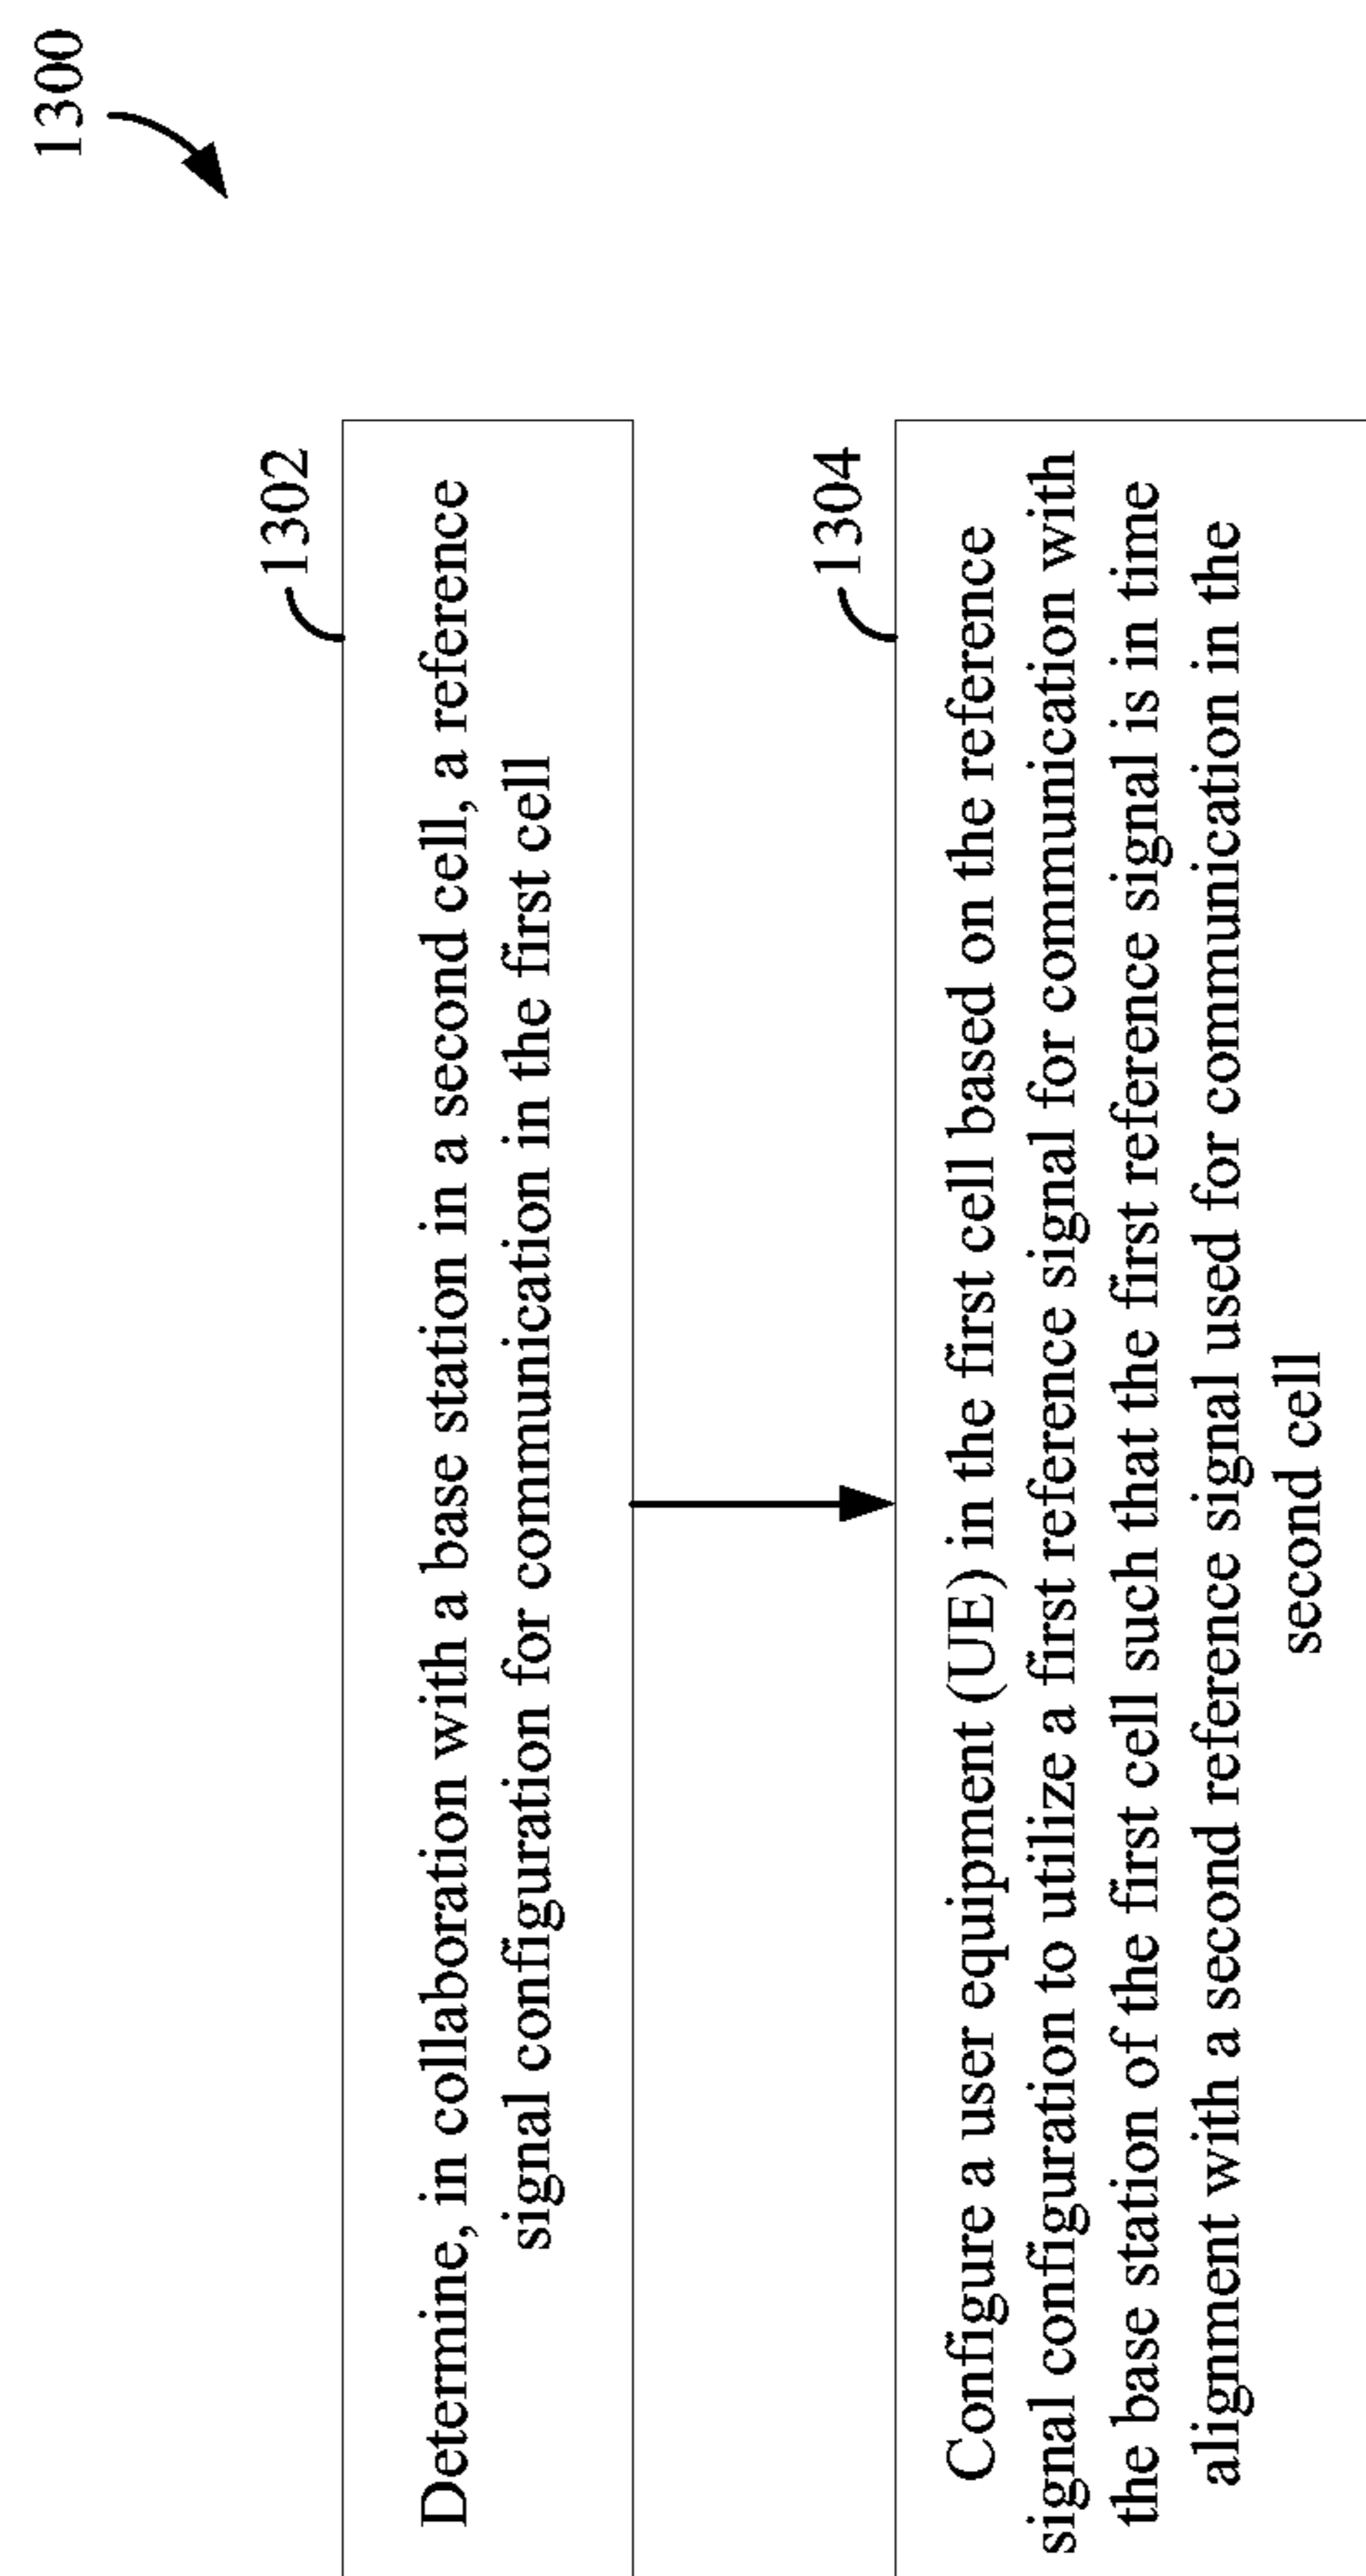 1300
1302
Determine, in collaboration with a base station in a second cell, a reference
signal configuration for communication in the first cell
1304
Configure a user equipment (UE) in the first cell based on the reference
signal configuration to utilize a first reference signal for communication with
the base station of the first cell such that the first reference signal is in time
alignment with a second reference signal used for communication in the
second cell